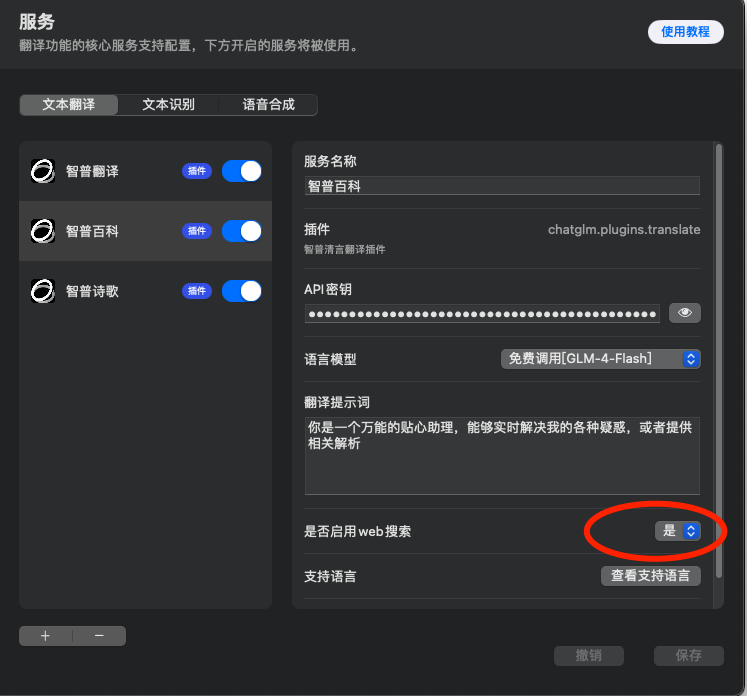 服务
翻译功能的核心服务支持配置，下方开启的服务将被使用。
使用教程
文本翻译
文本识别
语音合成
智普翻译
插件
智普百科
插件
智普诗歌
插件
服务名称
智普百科
插件
chatglm.plugins.translate
智普清言翻译插件
API密钥
●●●●●●●●●●●●●●●●●●●●●●●●●●●●●●●●●●●●●●●●●●●
语言模型
免费调用[GLM-4-Flash]
翻译提示词
你是一个万能的贴心助理，能够实时解决我的各种疑惑，或者提供
相关解析
是否启用web搜索
是
支持语言
查看支持语言
+
−
撤销
保存